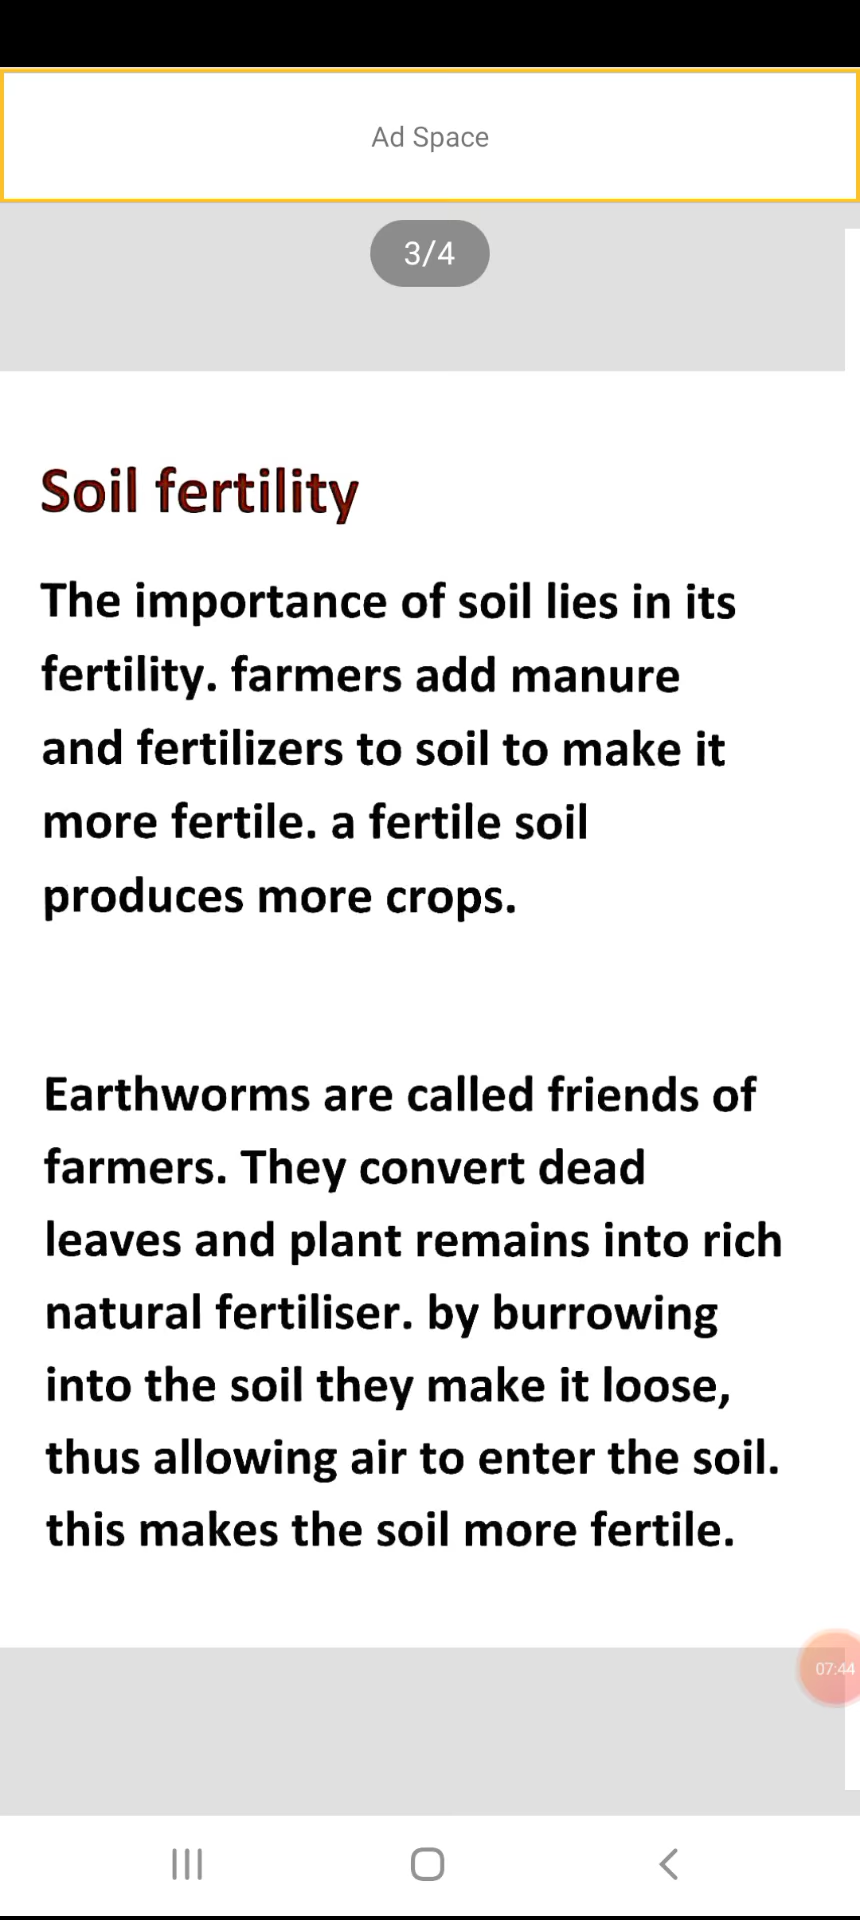 Ad Space
3/4
Soil fertility
The importance of soil lies in its
fertility. farmers add manure
and fertilizers to soil to make it
more fertile. a fertile soil
produces more crops.
Earthworms are called friends of
farmers. They convert dead
leaves and plant remains into rich
natural fertiliser. by burrowing
into the soil they make it loose,
thus allowing air to enter the soil.
this makes the soil more fertile.
07:44